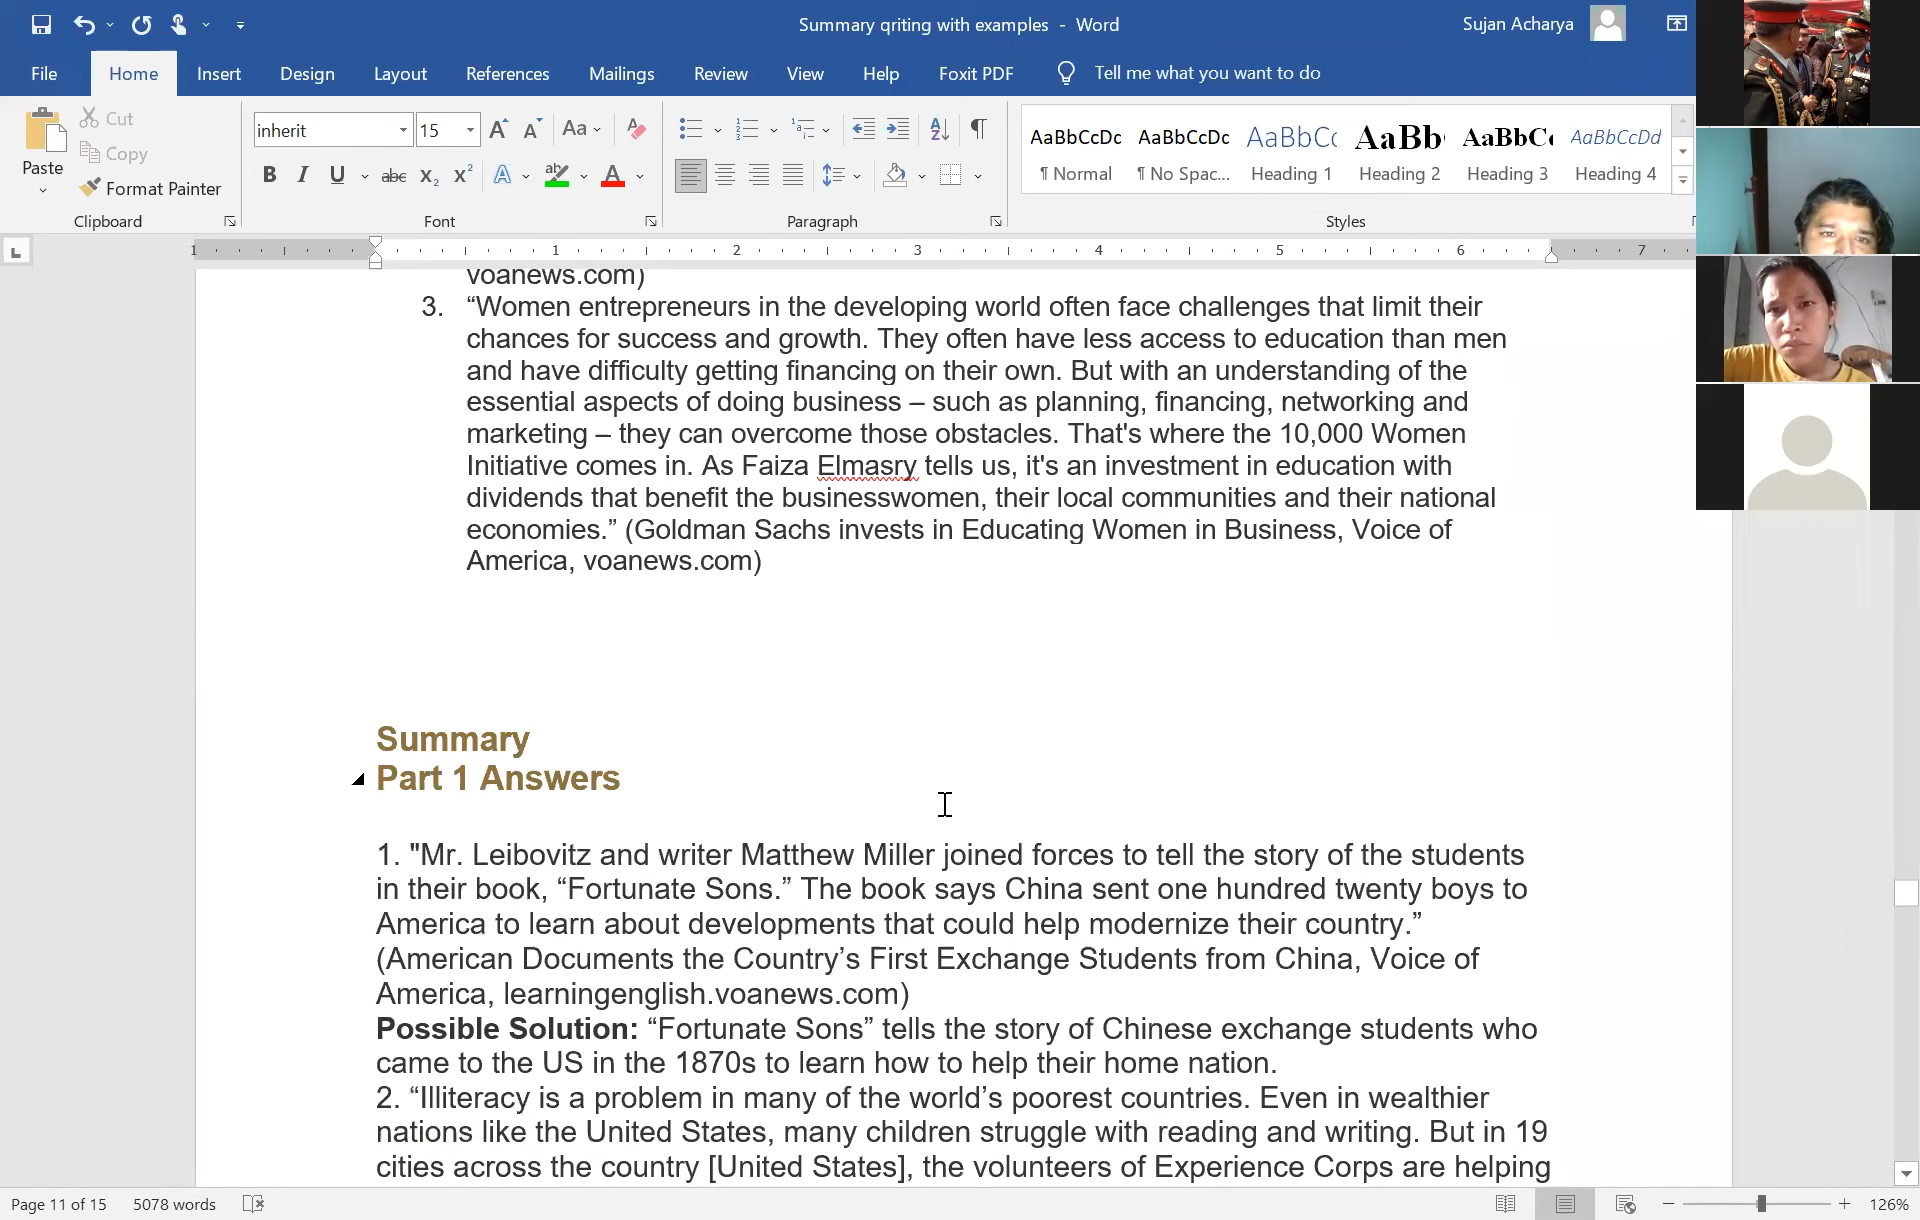 Summary qriting with examples - Word
Sujan Acharya
File Home Insert Design Layout References Mailings Review View Help Foxit PDF Tell me what you want to do
Paste
Cut
Copy
Format Painter
Clipboard
inherit 15
Font
Paragraph
AaBbCcDc AaBbCcDc AaBbCc AaBb AaBbCc AaBbCcDd
¶ Normal ¶ No Spac... Heading 1 Heading 2 Heading 3 Heading 4
Styles
1 1 2 3 4 5 6 7
voanews.com)
3. “Women entrepreneurs in the developing world often face challenges that limit their
chances for success and growth. They often have less access to education than men
and have difficulty getting financing on their own. But with an understanding of the
essential aspects of doing business – such as planning, financing, networking and
marketing – they can overcome those obstacles. That's where the 10,000 Women
Initiative comes in. As Faiza Elmasry tells us, it's an investment in education with
dividends that benefit the businesswomen, their local communities and their national
economies.” (Goldman Sachs invests in Educating Women in Business, Voice of
America, voanews.com)
Summary
Part 1 Answers
1. "Mr. Leibovitz and writer Matthew Miller joined forces to tell the story of the students
in their book, “Fortunate Sons.” The book says China sent one hundred twenty boys to
America to learn about developments that could help modernize their country.”
(American Documents the Country’s First Exchange Students from China, Voice of
America, learningenglish.voanews.com)
Possible Solution: “Fortunate Sons” tells the story of Chinese exchange students who
came to the US in the 1870s to learn how to help their home nation.
2. “Illiteracy is a problem in many of the world’s poorest countries. Even in wealthier
nations like the United States, many children struggle with reading and writing. But in 19
cities across the country [United States], the volunteers of Experience Corps are helping
Page 11 of 15 5078 words 126%